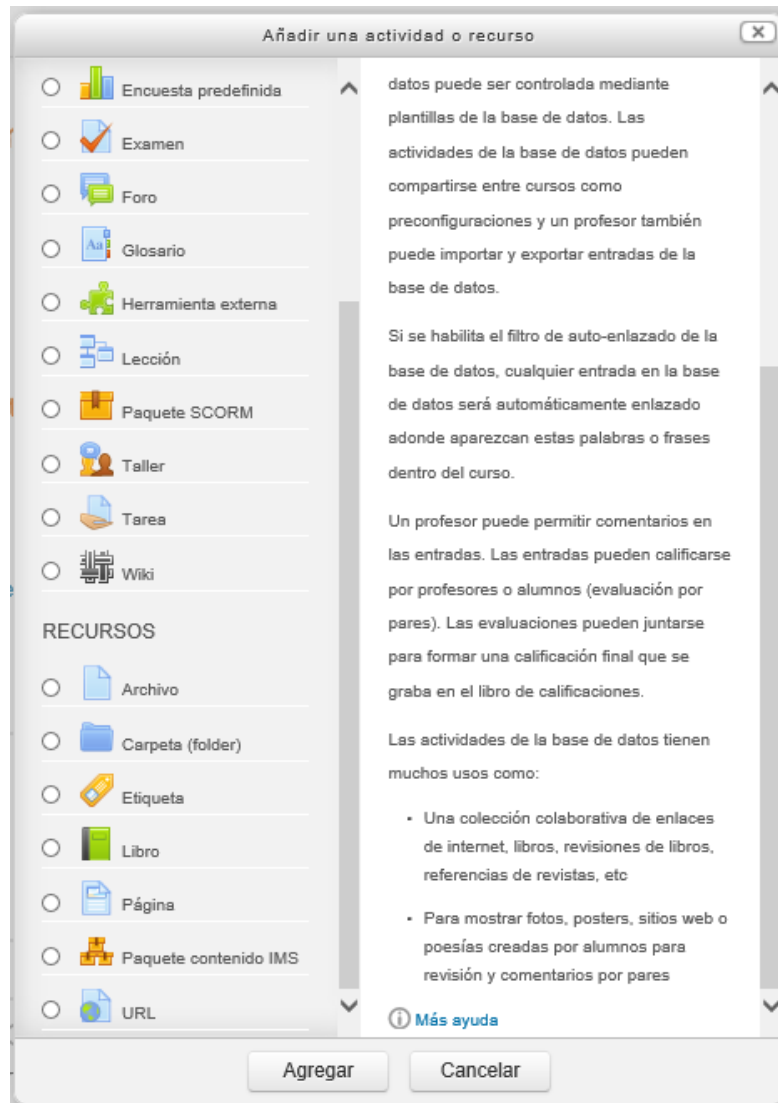 Añadir una actividad o recurso
Encuesta predefinida
Examen
Foro
Glosario
Herramienta externa
Lección
Paquete SCORM
Taller
Tarea
Wiki
RECURSOS
Archivo
Carpeta (folder)
Etiqueta
Libro
Página
Paquete contenido IMS
URL
datos puede ser controlada mediante
plantillas de la base de datos. Las
actividades de la base de datos pueden
compartirse entre cursos como
preconfiguraciones y un profesor también
puede importar y exportar entradas de la
base de datos.
Si se habilita el filtro de auto-enlazado de la
base de datos, cualquier entrada en la base
de datos será automáticamente enlazado
adonde aparezcan estas palabras o frases
dentro del curso.
Un profesor puede permitir comentarios en
las entradas. Las entradas pueden calificarse
por profesores o alumnos (evaluación por
pares). Las evaluaciones pueden juntarse
para formar una calificación final que se
graba en el libro de calificaciones.
Las actividades de la base de datos tienen
muchos usos como:
• Una colección colaborativa de enlaces
de internet, libros, revisiones de libros,
referencias de revistas, etc
• Para mostrar fotos, posters, sitios web o
poesías creadas por alumnos para
revisión y comentarios por pares
Más ayuda
Agregar
Cancelar